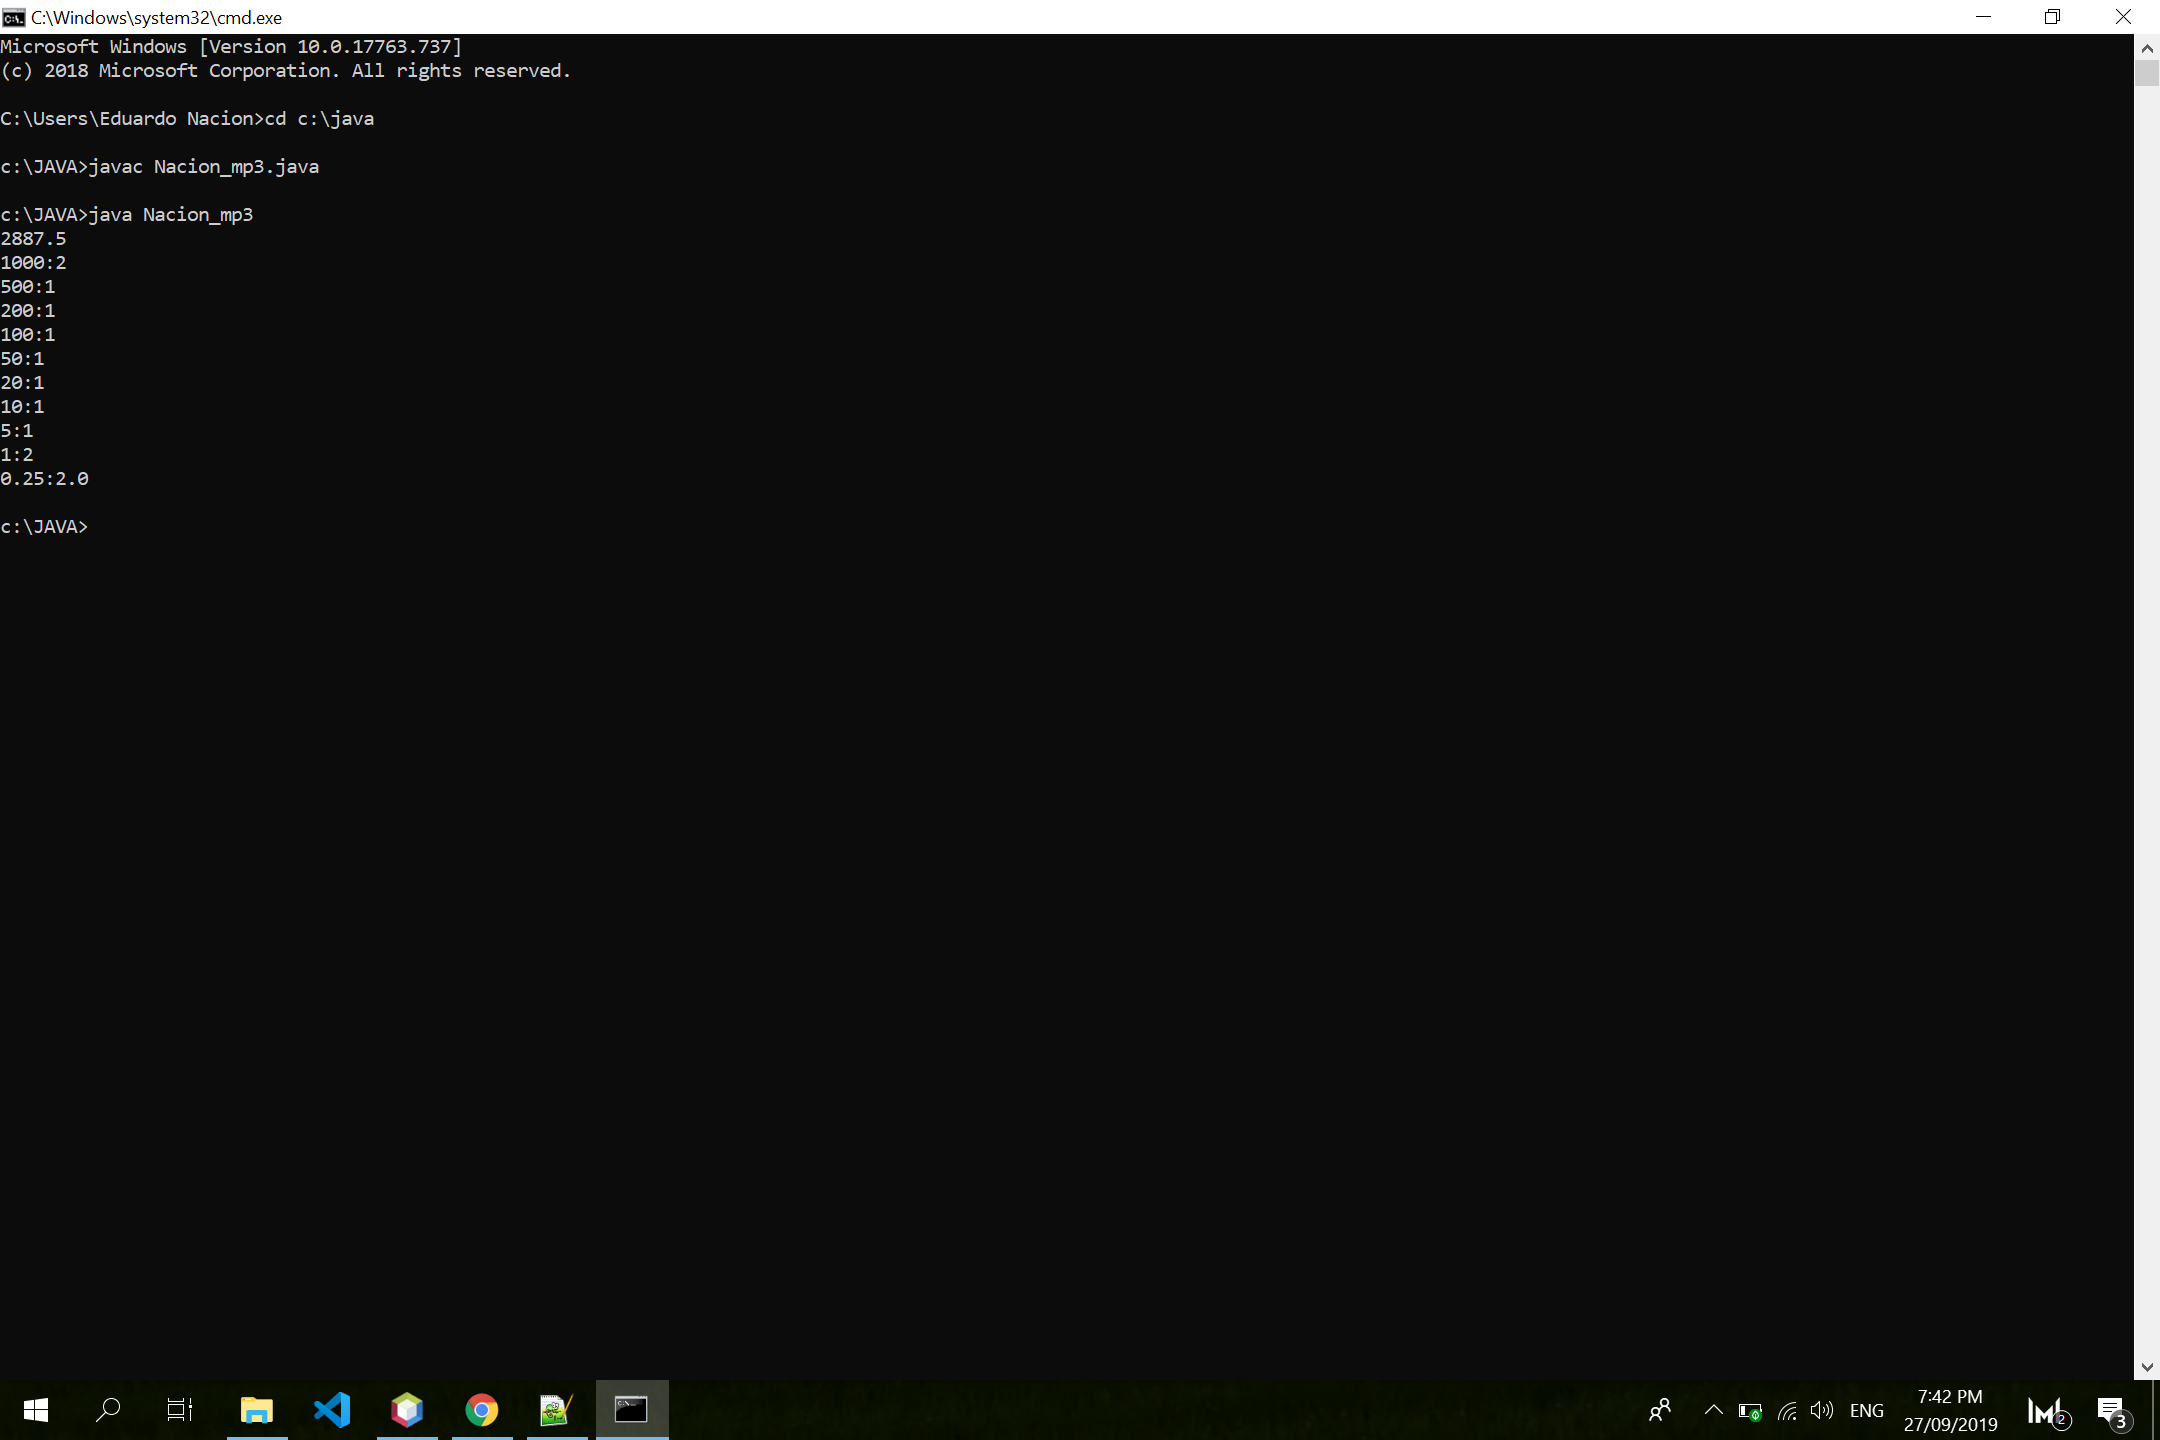 C:\Windows\system32\cmd.exe
Microsoft Windows [Version 10.0.17763.737]
(c) 2018 Microsoft Corporation. All rights reserved.
C:\Users\Eduardo Nacion>cd c:\java
c:\JAVA>javac Nacion_mp3.java
c:\JAVA>java Nacion_mp3
2887.5
1000:2
500:1
200:1
100:1
50:1
20:1
10:1
5:1
1:2
0.25:2.0
c:\JAVA>
ENG
7:42 PM
27/09/2019
2
3